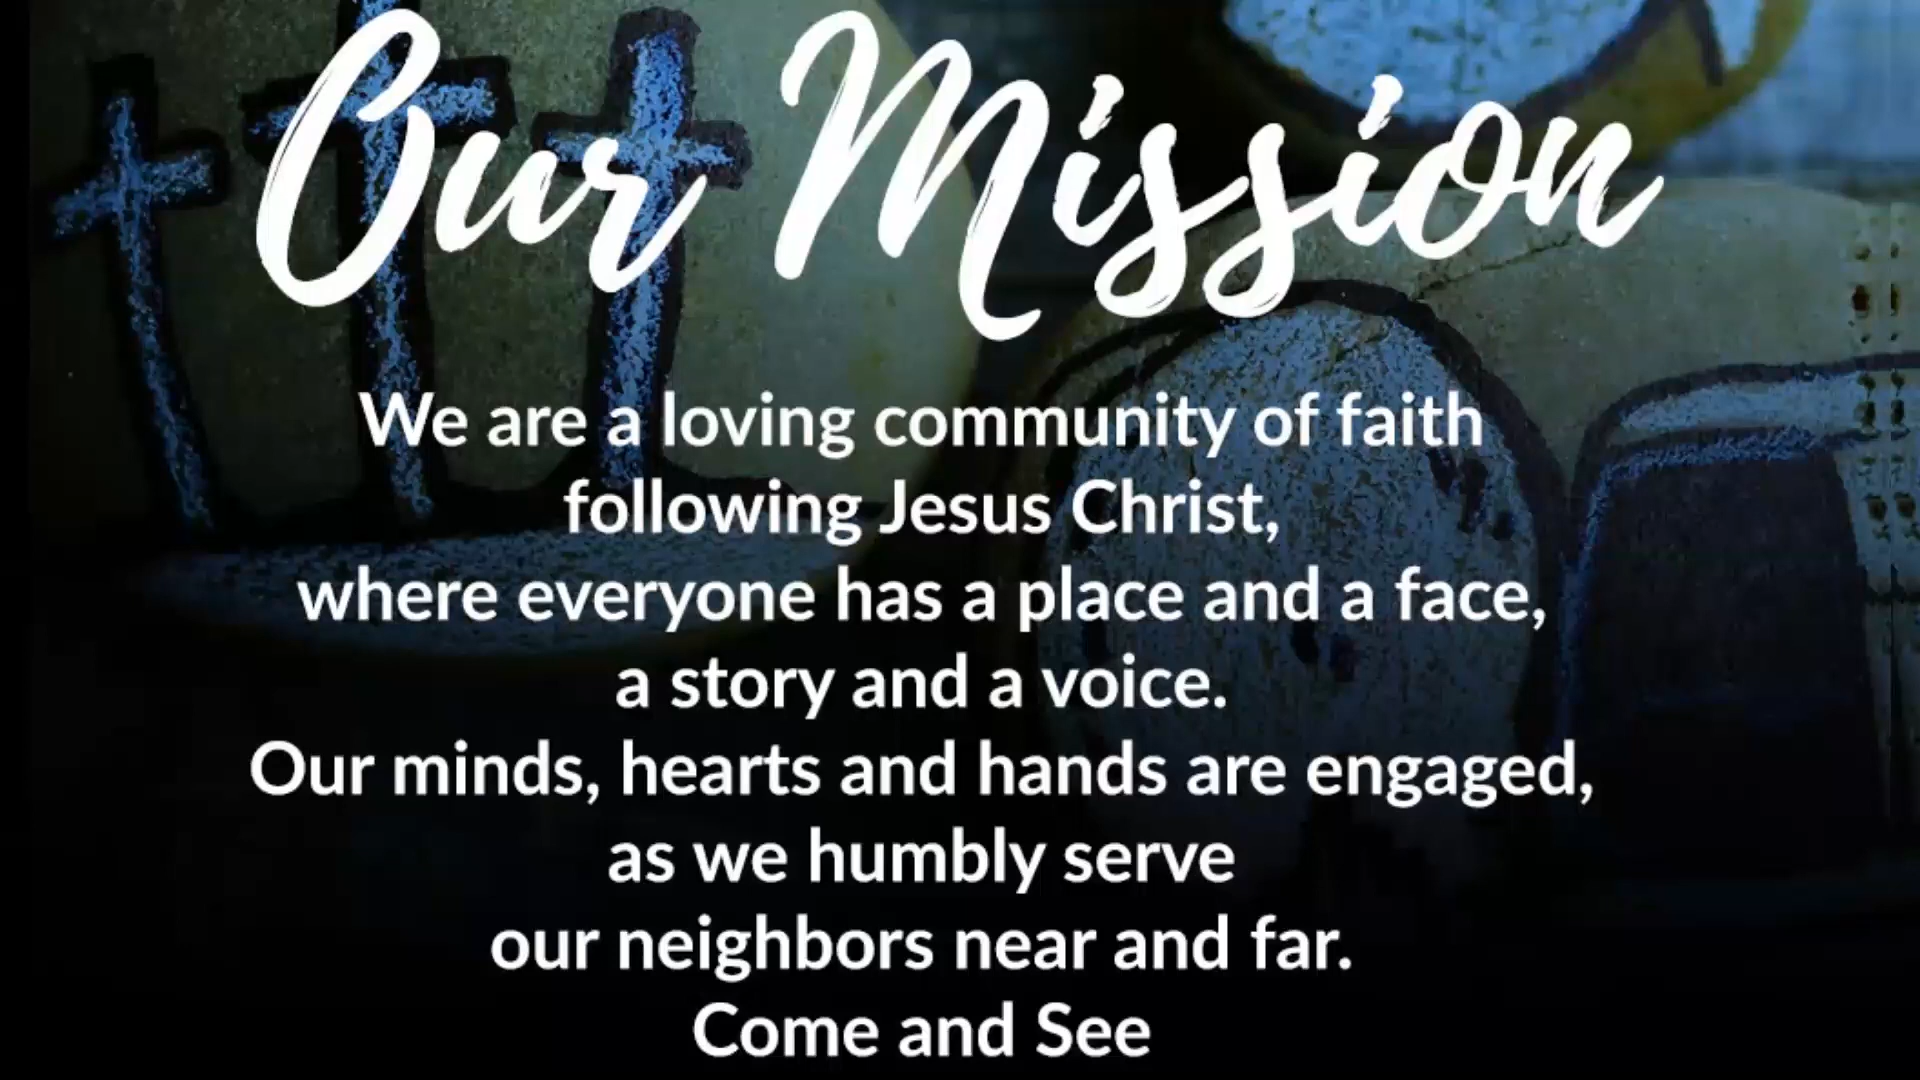 Our Mission
We are a loving community of faith
following Jesus Christ,
where everyone has a place and a face,
a story and a voice.
Our minds, hearts and hands are engaged,
as we humbly serve
our neighbors near and far.
Come and See